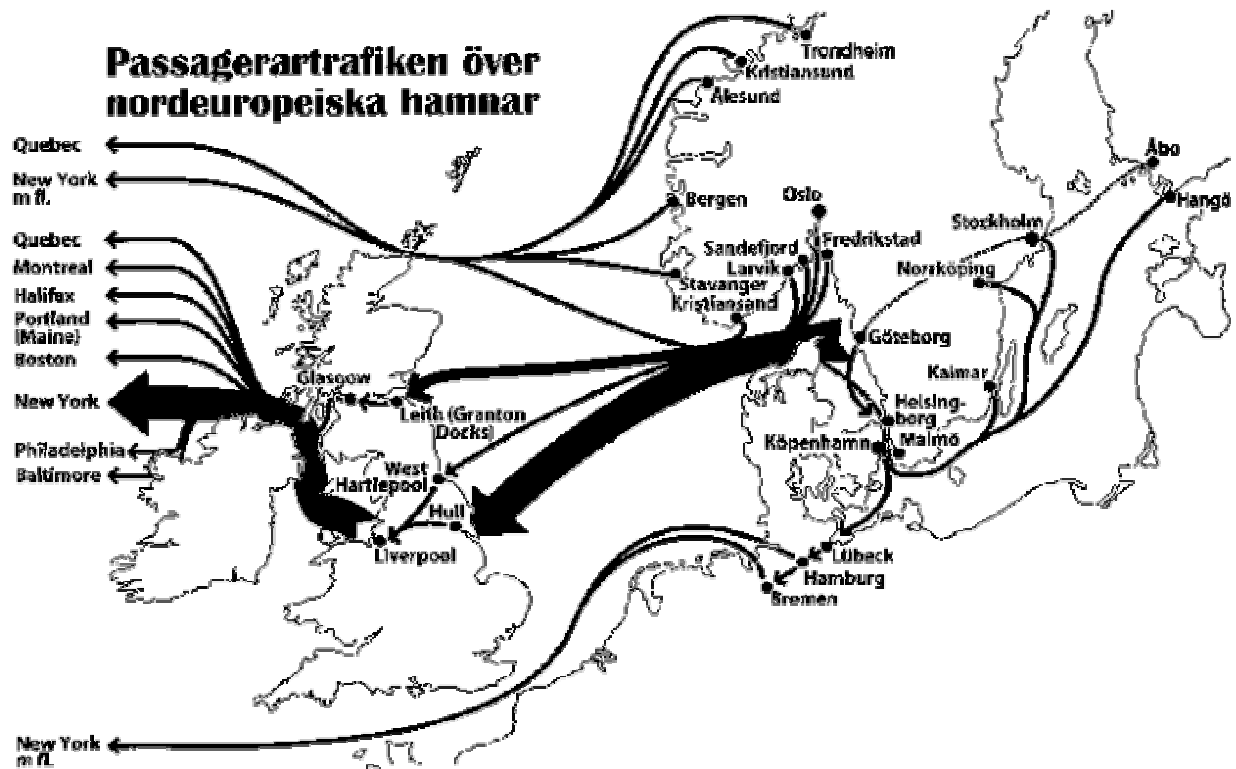 Passagerartrafiken över
nordeuropeiska hamnar
Trondheim
Kristiansund
Ålesund
Quebec
New York
m fl.
Åbo
Hangö
Bergen
Oslo
Stockholm
Quebec
Sandefjord
Fredrikstad
Montreal
Larvik
Norrköping
Stavanger
Halifax
Kristiansand
Portland
(Maine)
Göteborg
Boston
Glasgow
Kalmar
New York
Leith (Granton
Docks)
Helsing-
borg
Philadelphia
Köpenhamn
Malmö
Baltimore
West
Hartlepool
Hull
Liverpool
Lübeck
Hamburg
Bremen
New York
m fl.